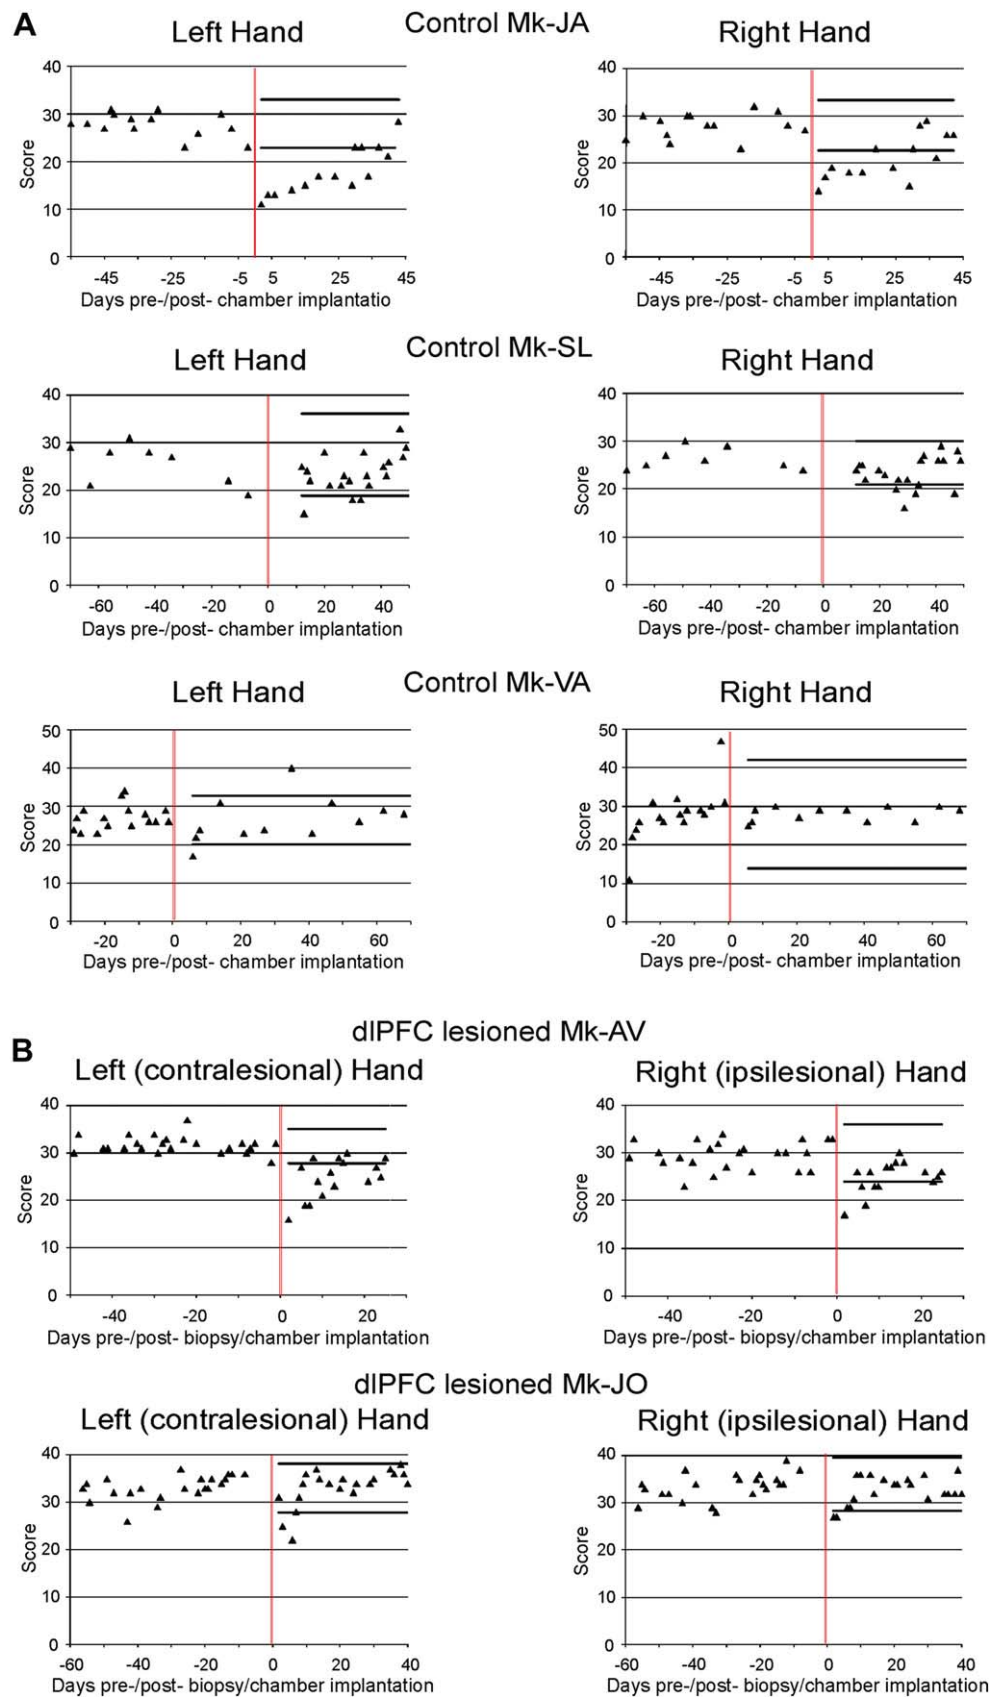 A
Control Mk-JA
Left Hand
Right Hand
40
30
20
10
0
Score
-45
-25
-5
5
25
45
Days pre-/post- chamber implantatio
40
30
20
10
0
Score
-45
-25
-5
5
25
45
Days pre-/post- chamber implantation
Control Mk-SL
Left Hand
Right Hand
40
30
20
10
0
Score
-60
-40
-20
0
20
40
Days pre-/post- chamber implantation
40
30
20
10
0
Score
-60
-40
-20
0
20
40
Days pre-/post- chamber implantation
Control Mk-VA
Left Hand
Right Hand
50
40
30
20
10
0
Score
-20
0
20
40
60
Days pre-/post- chamber implantation
50
40
30
20
10
0
Score
-20
0
20
40
60
Days pre-/post- chamber implantation
B
dlPFC lesioned Mk-AV
Left (contralesional) Hand
Right (ipsilesional) Hand
40
30
20
10
0
Score
-40
-20
0
20
Days pre-/post- biopsy/chamber implantation
40
30
20
10
0
Score
-40
-20
0
20
Days pre-/post- biopsy/chamber implantation
dlPFC lesioned Mk-JO
Left (contralesional) Hand
Right (ipsilesional) Hand
40
30
20
10
0
Score
-60
-40
-20
0
20
40
Days pre-/post- biopsy/chamber implantation
40
30
20
10
0
Score
-60
-40
-20
0
20
40
Days pre-/post- biopsy/chamber implantation